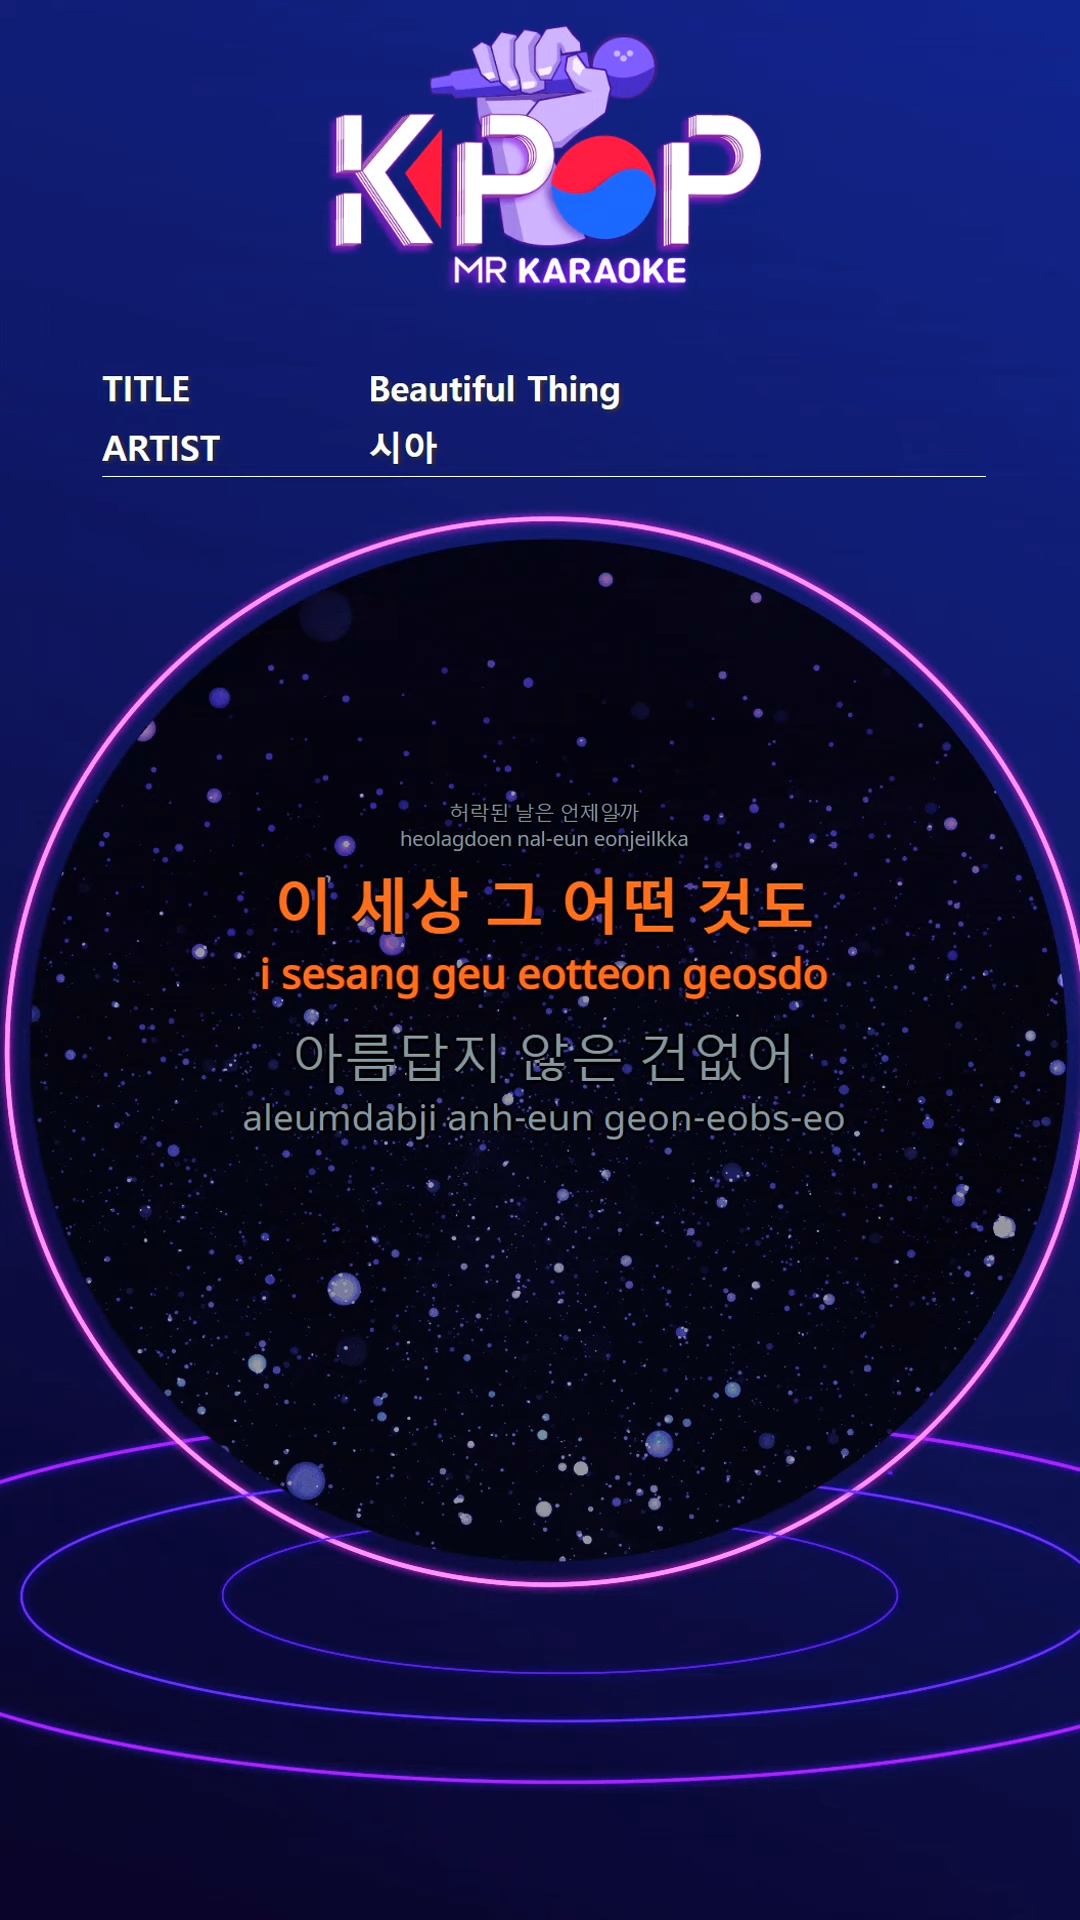 KPOP
MR KARAOKE
TITLE Beautiful Thing
ARTIST 시아
허락된 날은 언제일까
heolagdoen nal-eun eonjeilkka
이 세상 그 어떤 것도
i sesang geu eotteon geosdo
아름답지 않은 건없어
aleumdabji anh-eun geon-eobs-eo